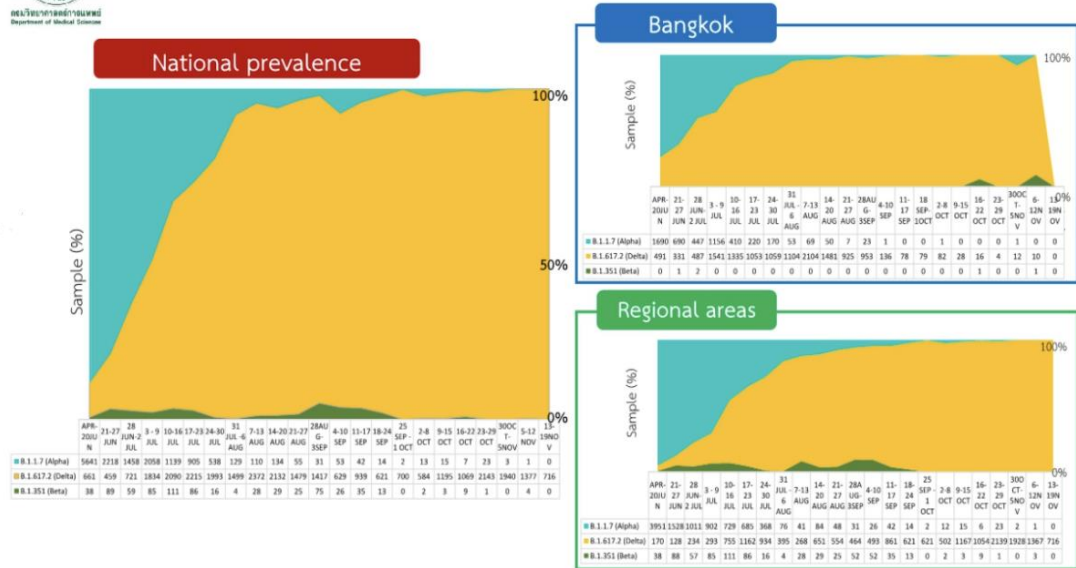 กรมวิทยาศาสตร์การแพทย์
Department of Medical Sciences
National prevalence
100%
50%
0%
Sample (%)
APR-20JUN 21-27 JUN 28 JUN-2 JUL 3 - 9 JUL 10-16 JUL 17-23 JUL 24-30 JUL 31 JUL -6 AUG 7-13 AUG 14-20 AUG 21-27 AUG 28AUG-3SEP 4-10 SEP 11-17 SEP 18-24 SEP 25 SEP - 1 OCT 2-8 OCT 9-15 OCT 16-22 OCT 23-29 OCT 30OCT-5NOV 5-12 NOV 13-19NOV
B.1.1.7 (Alpha) 5641 2218 1458 2058 1139 905 538 129 110 134 55 31 53 42 14 2 13 15 7 23 3 1 0
B.1.617.2 (Delta) 661 459 721 1834 2090 2215 1993 1499 2372 2132 1479 1417 629 939 621 700 584 1195 1069 2143 1940 1377 716
B.1.351 (Beta) 38 89 59 85 111 86 16 4 28 29 25 75 26 35 13 0 2 3 9 1 0 4 0
Bangkok
100%
0%
Sample (%)
APR-20JUN 21-27 JUN 28 JUN-2 JUL 3 - 9 JUL 10-16 JUL 17-23 JUL 24-30 JUL 31 JUL - 6 AUG 7-13 AUG 14-20 AUG 21-27 AUG 28AUG-3SEP 4-10 SEP 11-17 SEP 18 SEP-1OCT 2-8 OCT 9-15 OCT 16-22 OCT 23-29 OCT 30OCT-5NOV 6-12NOV 13-19NOV
B.1.1.7 (Alpha) 1690 690 447 1156 410 220 170 53 69 50 7 23 1 0 0 1 0 0 0 1 0 0
B.1.617.2 (Delta) 491 331 487 1541 1335 1053 1059 1104 2104 1481 925 953 136 78 79 82 28 16 4 12 10 0
B.1.351 (Beta) 0 1 2 0 0 0 0 0 0 0 0 0 0 0 0 0 0 1 0 0 1 0
Regional areas
100%
0%
Sample (%)
APR-20JUN 21-27 JUN 28 JUN-2 JUL 3 - 9 JUL 10-16 JUL 17-23 JUL 24-30 JUL 31 JUL - 6 AUG 7-13 AUG 14-20 AUG 21-27 AUG 28AUG-3SEP 4-10 SEP 11-17 SEP 18-24 SEP 25 SEP - 1 OCT 2-8 OCT 9-15 OCT 16-22 OCT 23-29 OCT 30OCT-5NOV 6-12NOV 13-19NOV
B.1.1.7 (Alpha) 3951 1528 1011 902 729 685 368 76 41 84 48 31 26 42 14 2 12 15 6 23 2 1 0
B.1.617.2 (Delta) 170 128 234 293 755 1162 934 395 268 651 554 464 493 861 621 621 502 1167 1054 2139 1928 1367 716
B.1.351 (Beta) 38 88 57 85 111 86 16 4 28 29 25 52 52 35 13 0 2 3 9 1 0 3 0